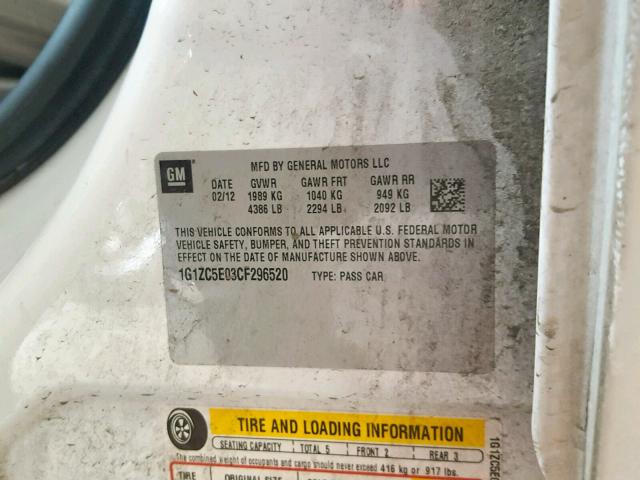 GM
MFD BY GENERAL MOTORS LLC
DATE GVWR GAWR FRT GAWR RR
02/12 1989 KG 1040 KG 949 KG
4386 LB 2294 LB 2092 LB
THIS VEHICLE CONFORMS TO ALL APPLICABLE U.S. FEDERAL MOTOR
VEHICLE SAFETY, BUMPER, AND THEFT PREVENTION STANDARDS IN
EFFECT ON THE DATE OF MANUFACTURE SHOWN ABOVE.
1G1ZC5E03CF296520 TYPE: PASS CAR
TIRE AND LOADING INFORMATION
SEATING CAPACITY TOTAL 5 FRONT 2 REAR 3
The combined weight of occupants and cargo should never exceed 416 kg or 917 lbs.
TIRE ORIGINAL SIZE
1G1ZC5E